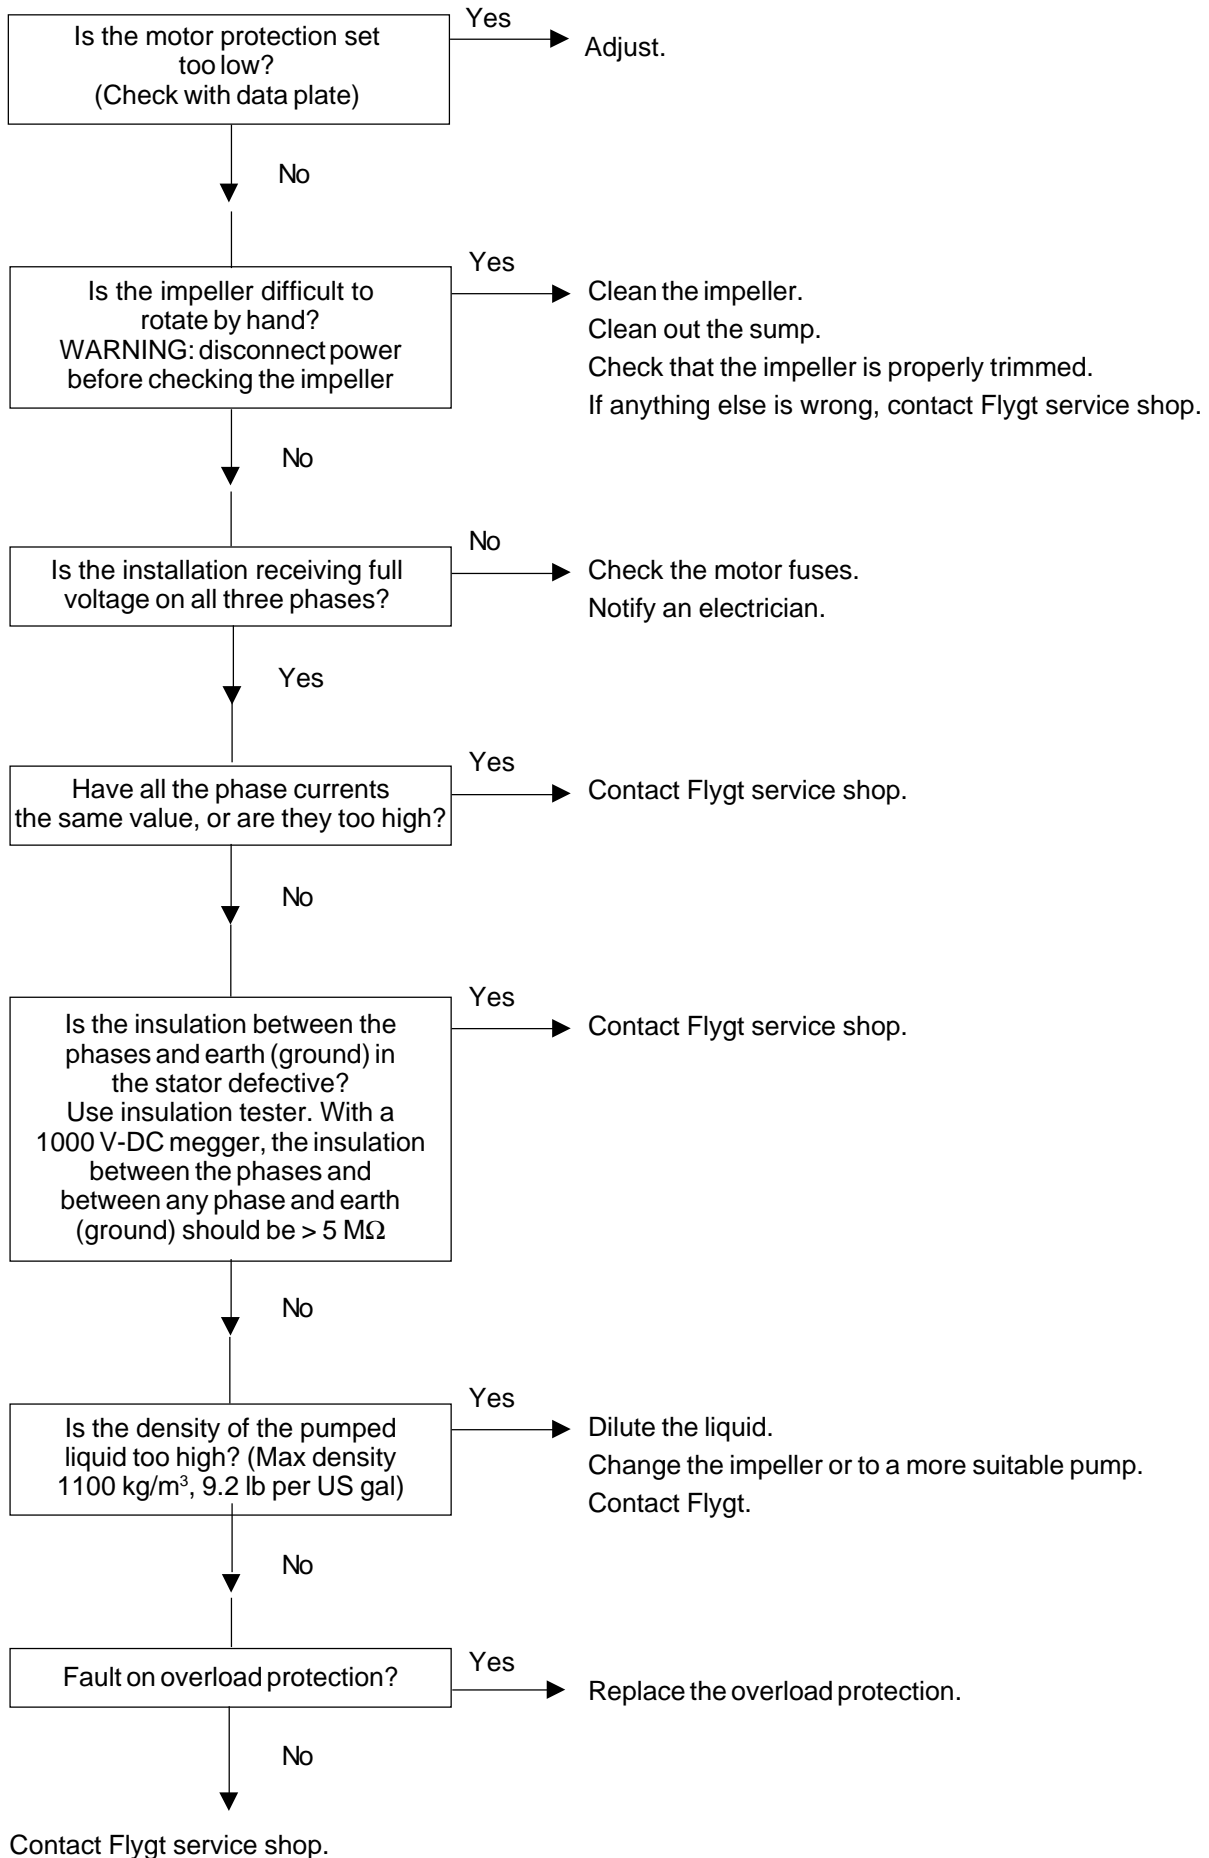 Is the motor protection set
too low?
(Check with data plate)
Yes
Adjust.
No
Is the impeller difficult to
rotate by hand?
WARNING: disconnect power
before checking the impeller
Yes
Clean the impeller.
Clean out the sump.
Check that the impeller is properly trimmed.
If anything else is wrong, contact Flygt service shop.
No
Is the installation receiving full
voltage on all three phases?
No
Check the motor fuses.
Notify an electrician.
Yes
Have all the phase currents
the same value, or are they too high?
Yes
Contact Flygt service shop.
No
Is the insulation between the
phases and earth (ground) in
the stator defective?
Use insulation tester. With a
1000 V-DC megger, the insulation
between the phases and
between any phase and earth
(ground) should be > 5 MΩ
Yes
Contact Flygt service shop.
No
Is the density of the pumped
liquid too high? (Max density
1100 kg/m³, 9.2 lb per US gal)
Yes
Dilute the liquid.
Change the impeller or to a more suitable pump.
Contact Flygt.
No
Fault on overload protection?
Yes
Replace the overload protection.
No
Contact Flygt service shop.